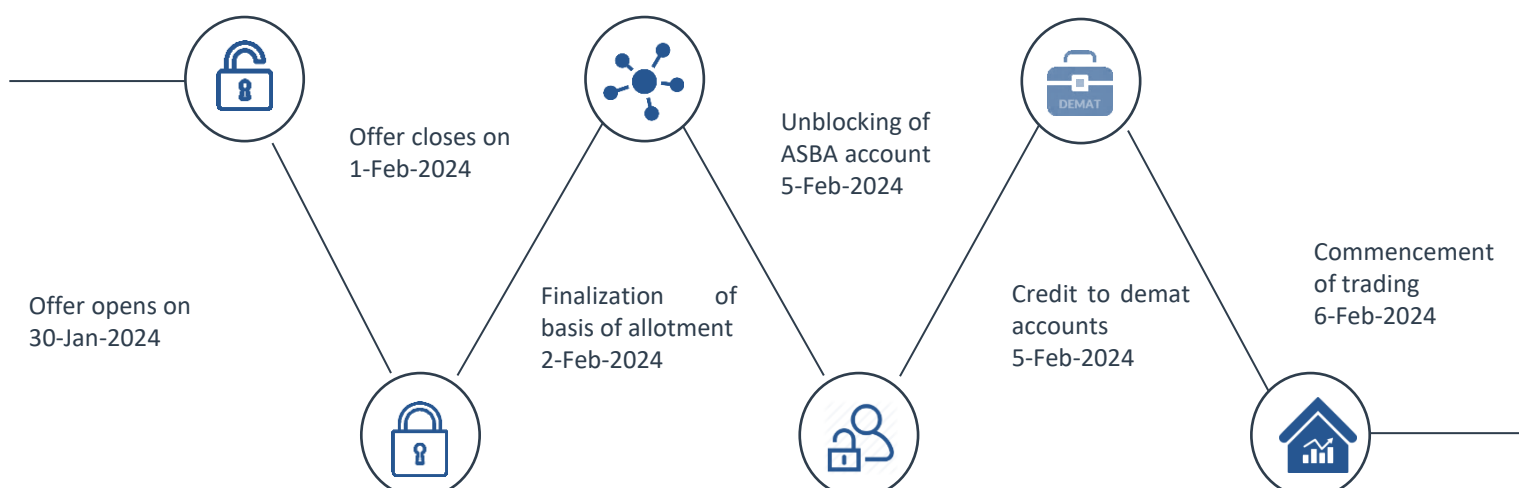 Offer opens on
30-Jan-2024
Offer closes on
1-Feb-2024
Finalization of
basis of allotment
2-Feb-2024
Unblocking of
ASBA account
5-Feb-2024
DEMAT
Credit to demat
accounts
5-Feb-2024
Commencement
of trading
6-Feb-2024